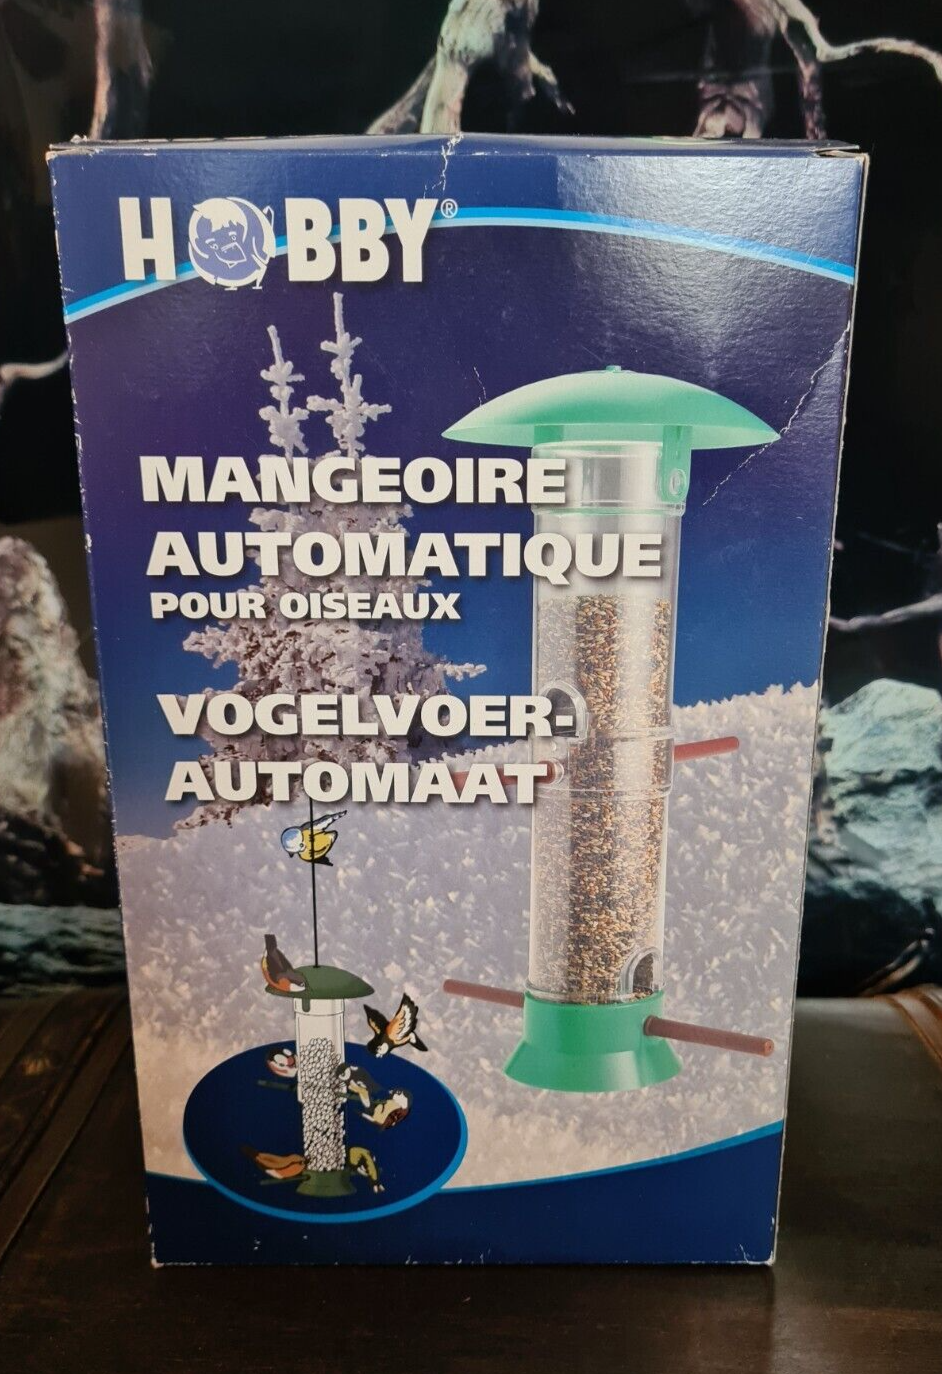 HOBBY®
MANGEOIRE
AUTOMATIQUE
POUR OISEAUX
VOGELVOER-
AUTOMAAT